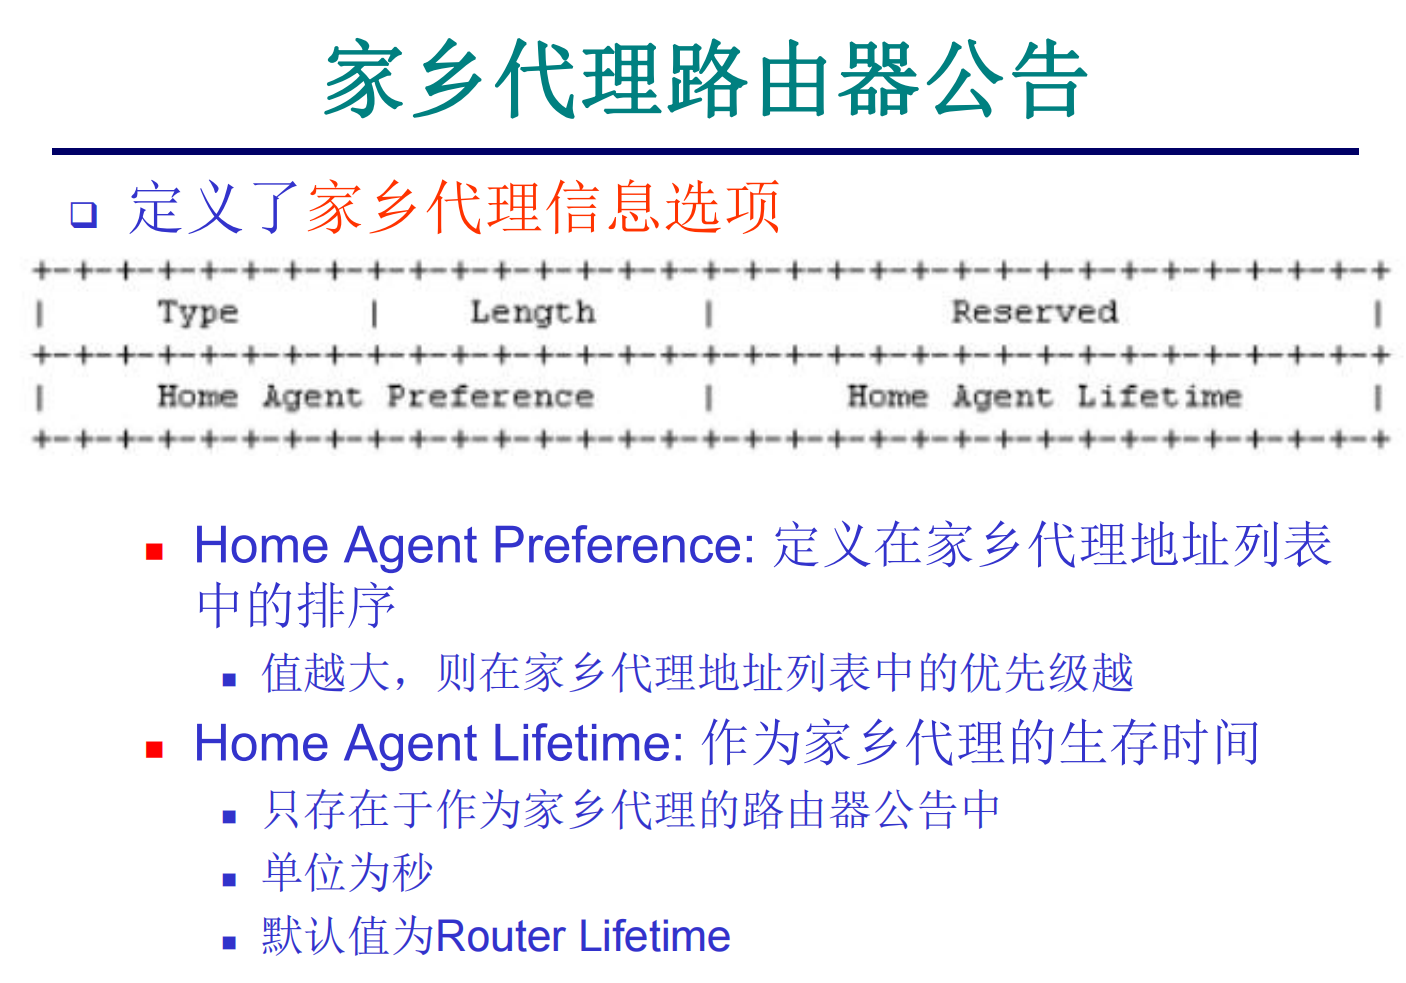 家乡代理路由器公告
定义了家乡代理信息选项
+-+-+-+-+-+-+-+-+-+-+-+-+-+-+-+-+-+-+-+-+-+-+-+-+-+-+-+-+-+-+-+-+
| Type | Length | Reserved |
+-+-+-+-+-+-+-+-+-+-+-+-+-+-+-+-+-+-+-+-+-+-+-+-+-+-+-+-+-+-+-+-+
| Home Agent Preference | Home Agent Lifetime |
+-+-+-+-+-+-+-+-+-+-+-+-+-+-+-+-+-+-+-+-+-+-+-+-+-+-+-+-+-+-+-+-+
Home Agent Preference: 定义在家乡代理地址列表
中的排序
值越大，则在家乡代理地址列表中的优先级越
Home Agent Lifetime: 作为家乡代理的生存时间
只存在于作为家乡代理的路由器公告中
单位为秒
默认值为Router Lifetime